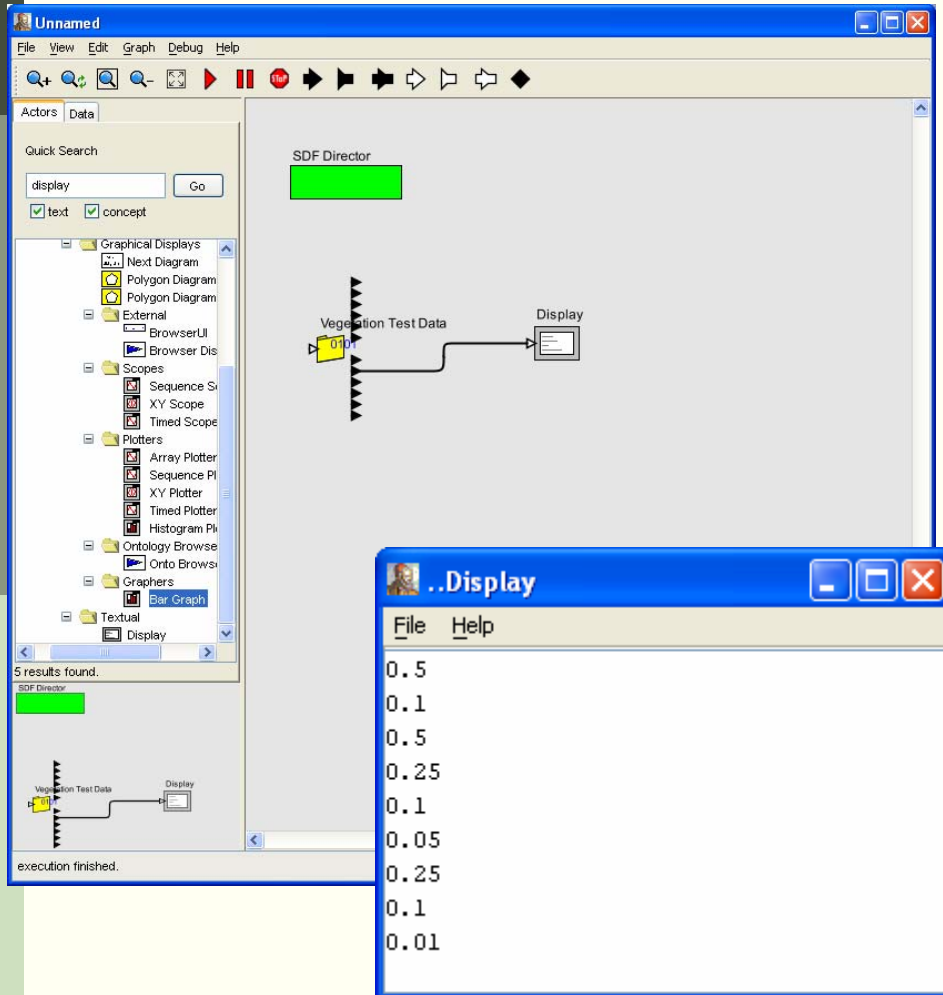 Unnamed
File View Edit Graph Debug Help
STOP
Actors Data
Quick Search
display Go
text concept
Graphical Displays
Next Diagram
Polygon Diagram
Polygon Diagram
External
BrowserUI
Browser Dis
Scopes
Sequence S
XY Scope
Timed Scope
Plotters
Array Plotter
Sequence Pl
XY Plotter
Timed Plotter
Histogram Pl
Ontology Browse
Onto Brows
Graphers
Bar Graph
Textual
Display
5 results found.
SDF Director
Vegetation Test Data
Display
execution finished.
SDF Director
Vegetation Test Data
0101
Display
..Display
File Help
0.5
0.1
0.5
0.25
0.1
0.05
0.25
0.1
0.01